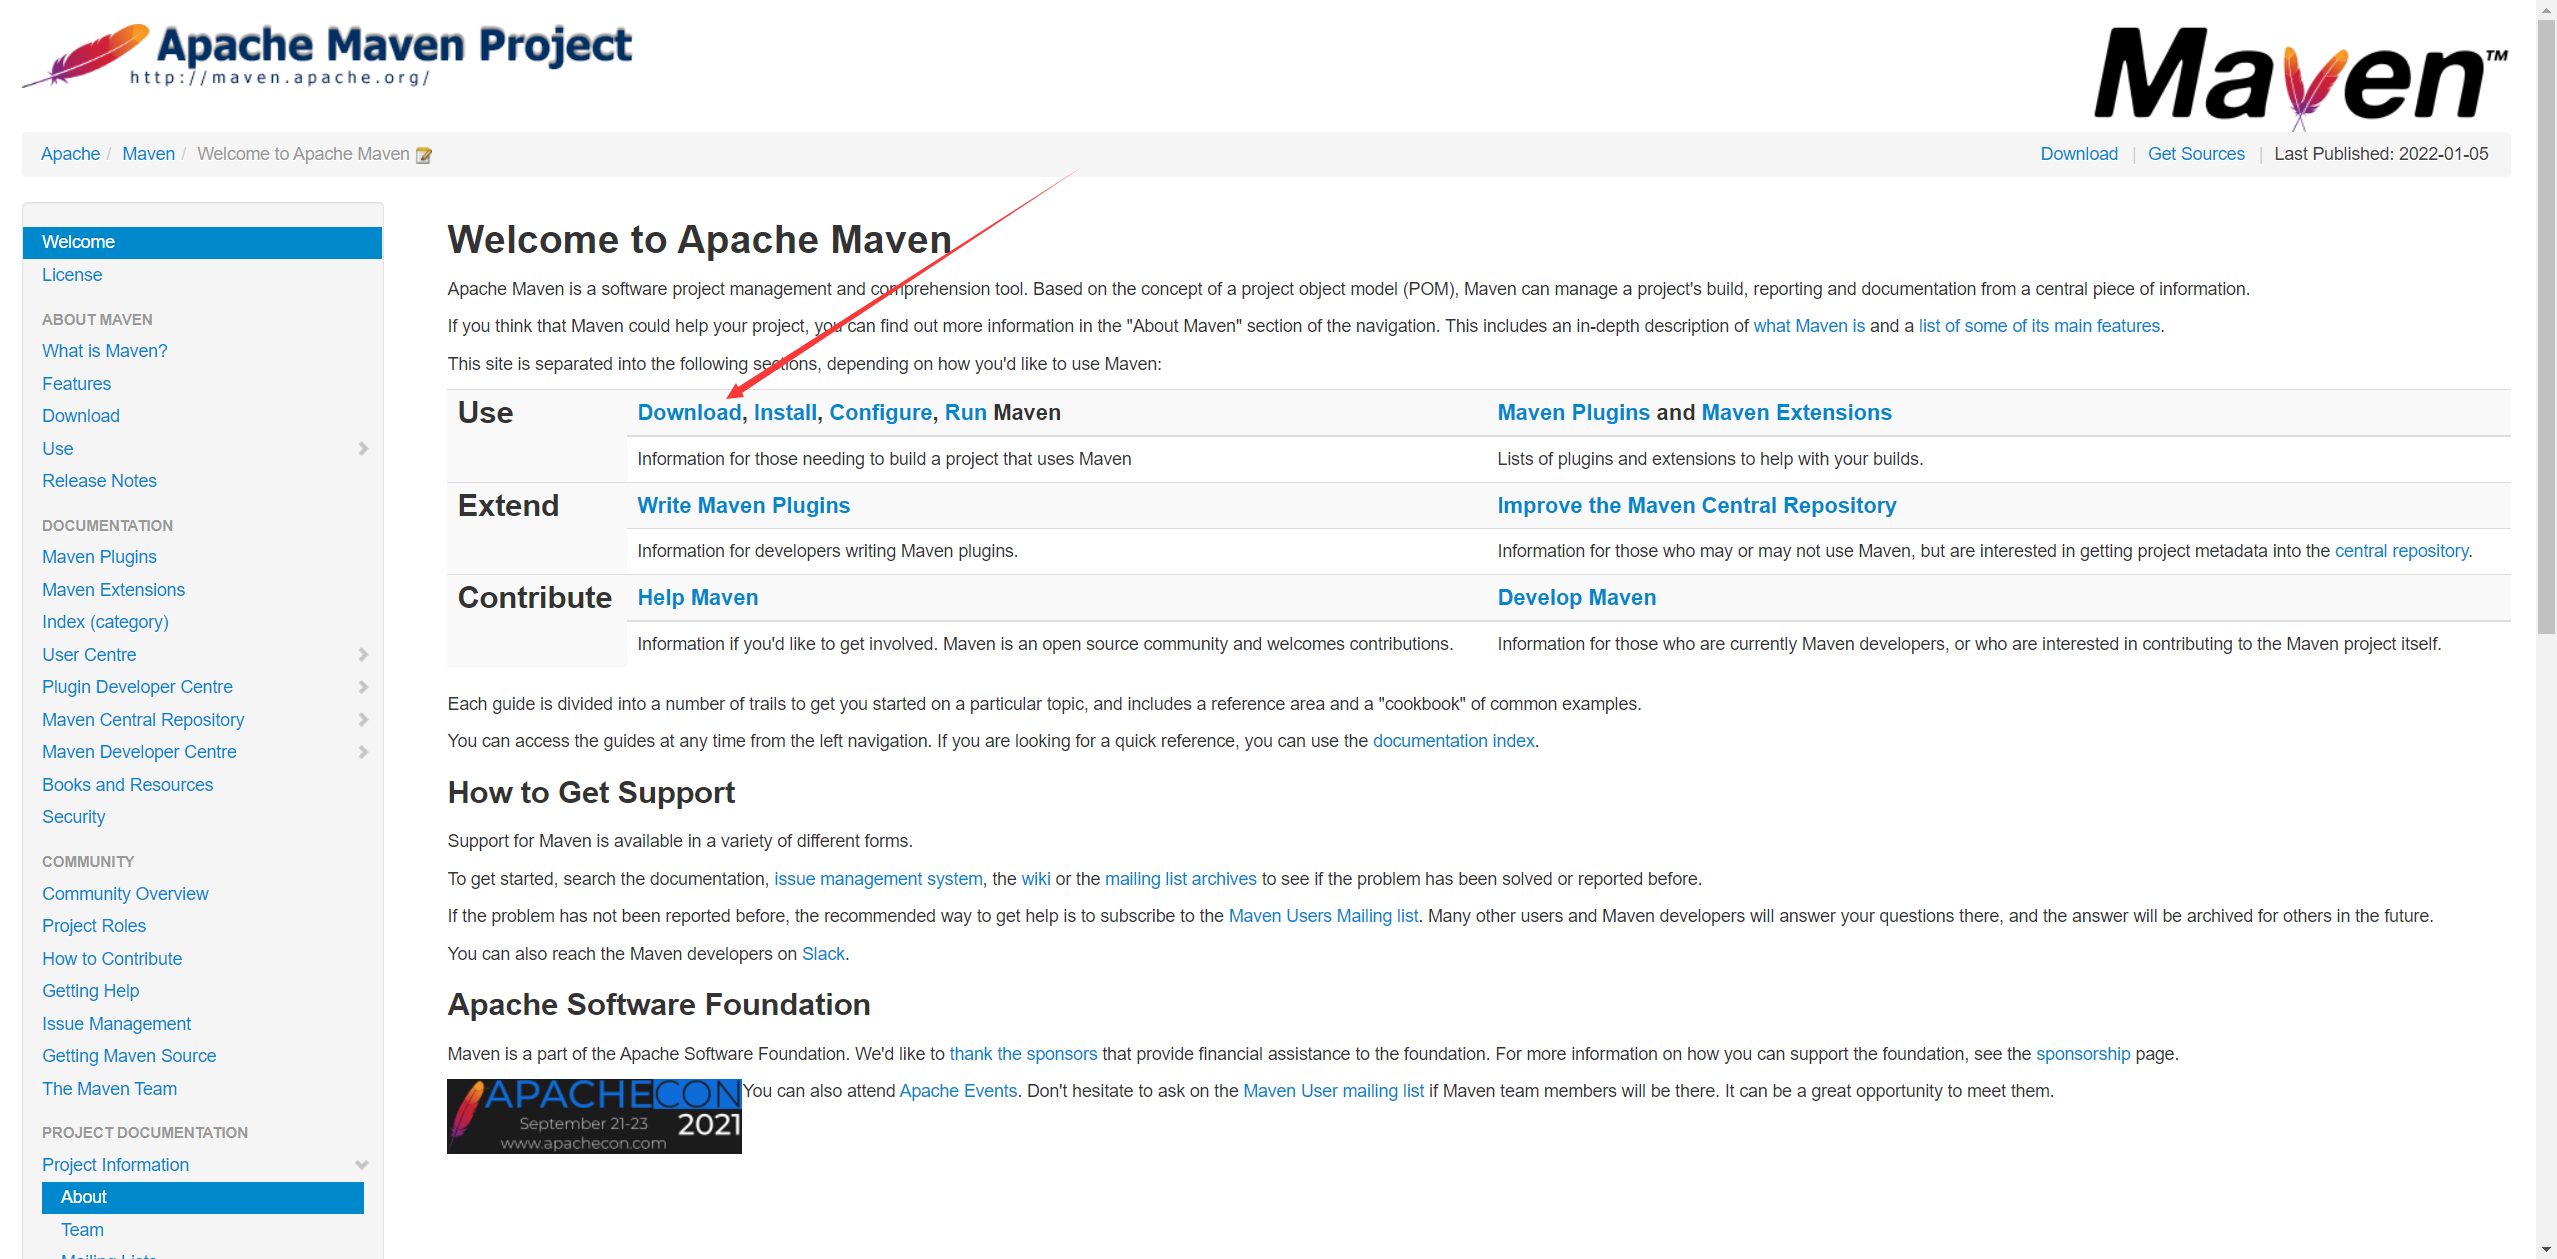 Apache Maven Project
http://maven.apache.org/
Maven™
Apache / Maven / Welcome to Apache Maven
Download | Get Sources | Last Published: 2022-01-05
Welcome
License
ABOUT MAVEN
What is Maven?
Features
Download
Use
Release Notes
DOCUMENTATION
Maven Plugins
Maven Extensions
Index (category)
User Centre
Plugin Developer Centre
Maven Central Repository
Maven Developer Centre
Books and Resources
Security
COMMUNITY
Community Overview
Project Roles
How to Contribute
Getting Help
Issue Management
Getting Maven Source
The Maven Team
PROJECT DOCUMENTATION
Project Information
About
Team
Mailing Lists
Welcome to Apache Maven
Apache Maven is a software project management and comprehension tool. Based on the concept of a project object model (POM), Maven can manage a project's build, reporting and documentation from a central piece of information.
If you think that Maven could help your project, you can find out more information in the "About Maven" section of the navigation. This includes an in-depth description of what Maven is and a list of some of its main features.
This site is separated into the following sections, depending on how you'd like to use Maven:
Use
Download, Install, Configure, Run Maven
Maven Plugins and Maven Extensions
Information for those needing to build a project that uses Maven
Lists of plugins and extensions to help with your builds.
Extend
Write Maven Plugins
Improve the Maven Central Repository
Information for developers writing Maven plugins.
Information for those who may or may not use Maven, but are interested in getting project metadata into the central repository.
Contribute
Help Maven
Develop Maven
Information if you'd like to get involved. Maven is an open source community and welcomes contributions.
Information for those who are currently Maven developers, or who are interested in contributing to the Maven project itself.
Each guide is divided into a number of trails to get you started on a particular topic, and includes a reference area and a "cookbook" of common examples.
You can access the guides at any time from the left navigation. If you are looking for a quick reference, you can use the documentation index.
How to Get Support
Support for Maven is available in a variety of different forms.
To get started, search the documentation, issue management system, the wiki or the mailing list archives to see if the problem has been solved or reported before.
If the problem has not been reported before, the recommended way to get help is to subscribe to the Maven Users Mailing list. Many other users and Maven developers will answer your questions there, and the answer will be archived for others in the future.
You can also reach the Maven developers on Slack.
Apache Software Foundation
Maven is a part of the Apache Software Foundation. We'd like to thank the sponsors that provide financial assistance to the foundation. For more information on how you can support the foundation, see the sponsorship page.
APACHECON
September 21-23
2021
www.apachecon.com
You can also attend Apache Events. Don't hesitate to ask on the Maven User mailing list if Maven team members will be there. It can be a great opportunity to meet them.